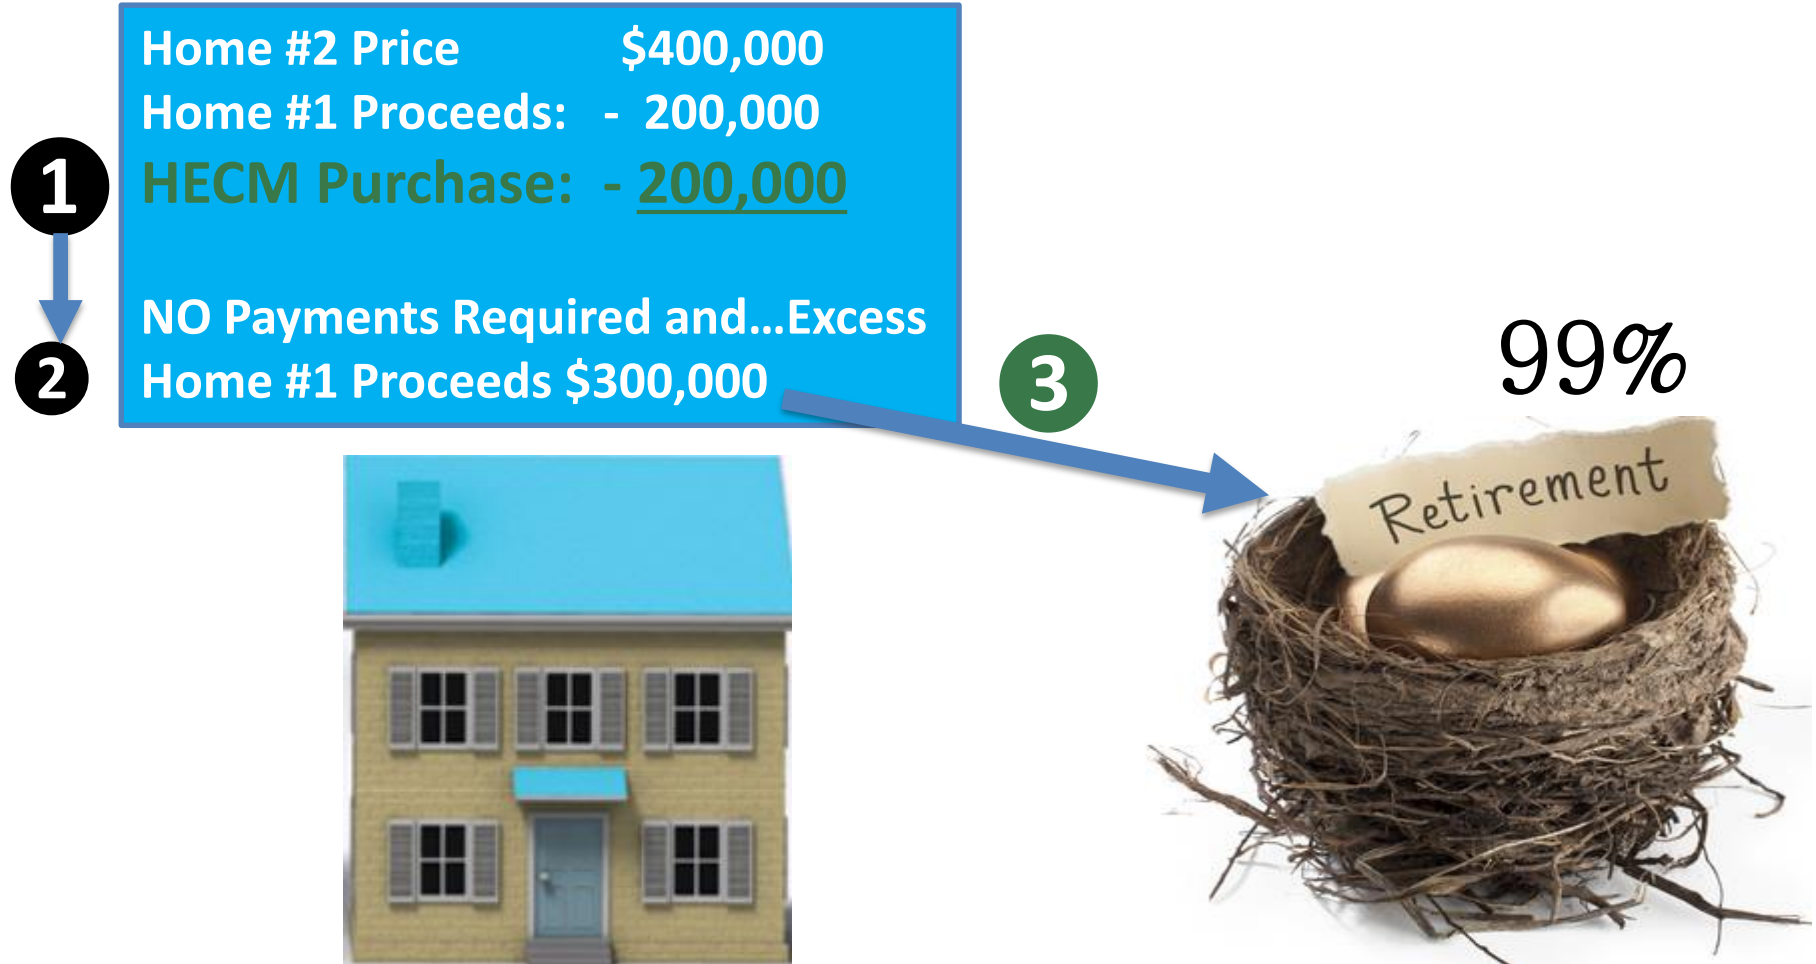 Home #2 Price $400,000
Home #1 Proceeds: - 200,000
1
HECM Purchase: - 200,000
NO Payments Required and...Excess
2
Home #1 Proceeds $300,000
3
99%
Retirement